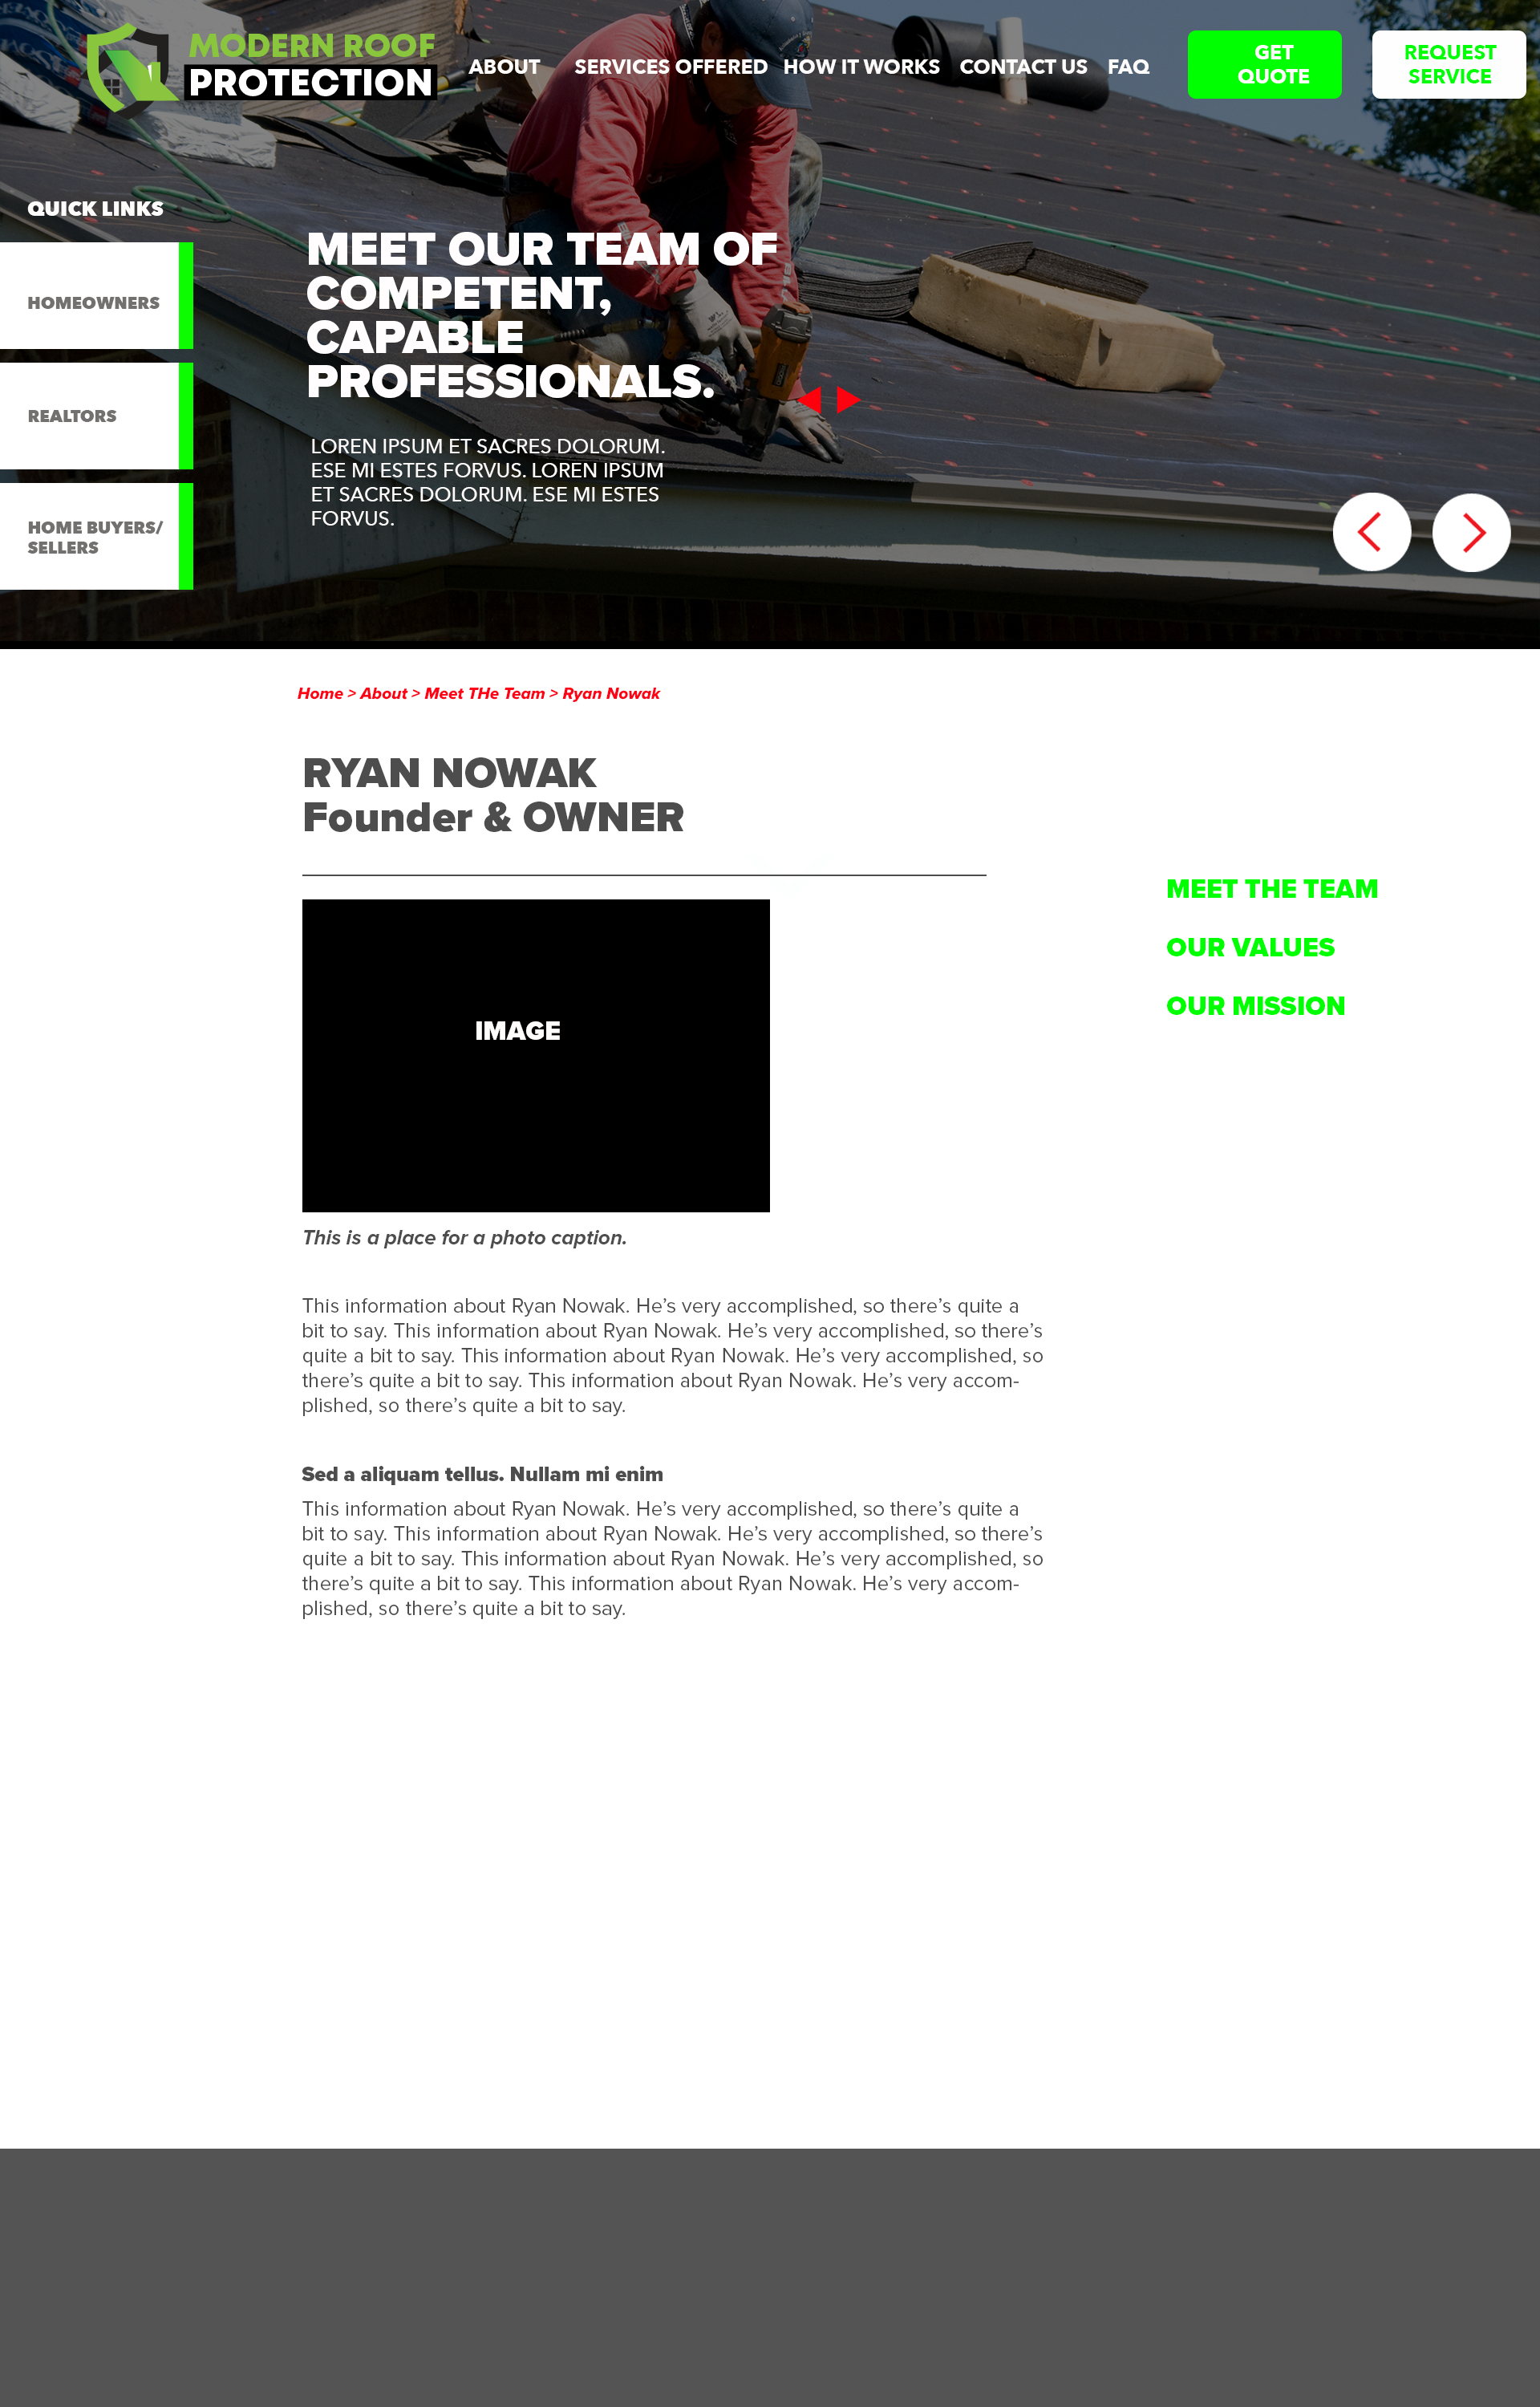 MODERN ROOF
PROTECTION
ABOUT
SERVICES OFFERED
HOW IT WORKS
CONTACT US
FAQ
GET
QUOTE
REQUEST
SERVICE
QUICK LINKS
HOMEOWNERS
REALTORS
HOME BUYERS/
SELLERS
MEET OUR TEAM OF
COMPETENT,
CAPABLE
PROFESSIONALS.
LOREN IPSUM ET SACRES DOLORUM.
ESE MI ESTES FORVUS. LOREN IPSUM
ET SACRES DOLORUM. ESE MI ESTES
FORVUS.
Home > About > Meet THe Team > Ryan Nowak
RYAN NOWAK
Founder & OWNER
MEET THE TEAM
OUR VALUES
OUR MISSION
IMAGE
This is a place for a photo caption.
This information about Ryan Nowak. He’s very accomplished, so there’s quite a
bit to say. This information about Ryan Nowak. He’s very accomplished, so there’s
quite a bit to say. This information about Ryan Nowak. He’s very accomplished, so
there’s quite a bit to say. This information about Ryan Nowak. He’s very accom-
plished, so there’s quite a bit to say.
Sed a aliquam tellus. Nullam mi enim
This information about Ryan Nowak. He’s very accomplished, so there’s quite a
bit to say. This information about Ryan Nowak. He’s very accomplished, so there’s
quite a bit to say. This information about Ryan Nowak. He’s very accomplished, so
there’s quite a bit to say. This information about Ryan Nowak. He’s very accom-
plished, so there’s quite a bit to say.